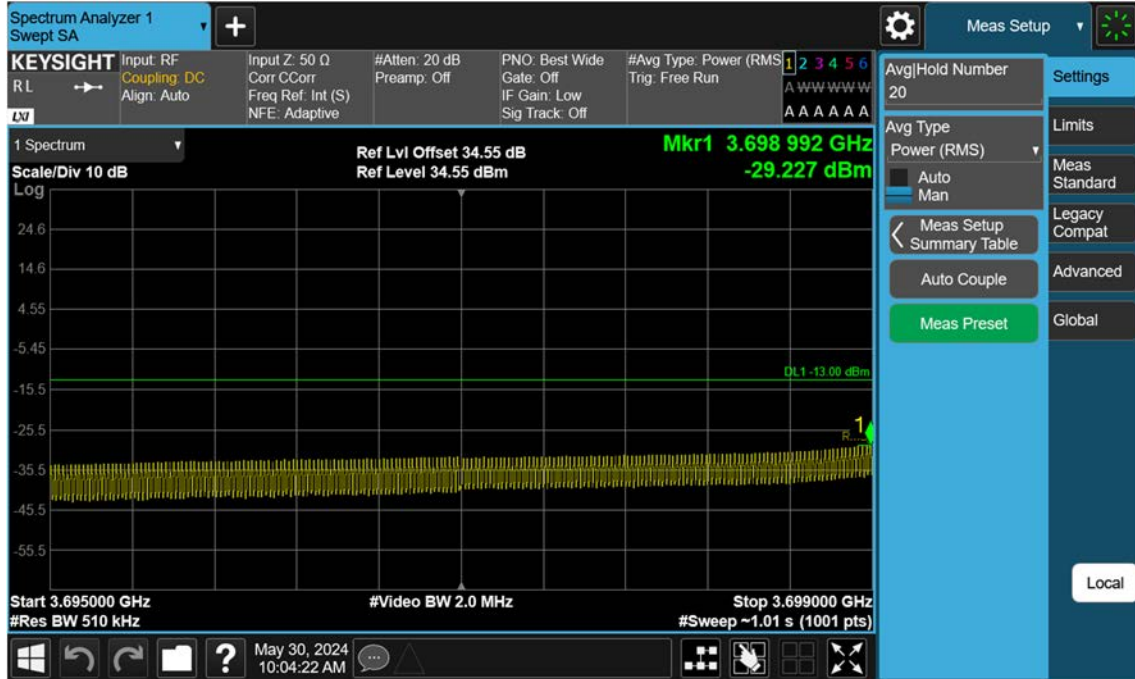 Spectrum Analyzer 1
Swept SA
Meas Setup
KEYSIGHT
R L
LXI
Input: RF
Coupling: DC
Align: Auto
Input Z: 50 Ω
Corr CCorr
Freq Ref: Int (S)
NFE: Adaptive
#Atten: 20 dB
Preamp: Off
PNO: Best Wide
Gate: Off
IF Gain: Low
Sig Track: Off
#Avg Type: Power (RMS
Trig: Free Run
1 2 3 4 5 6
A W W W W W
A A A A A A
1 Spectrum
Scale/Div 10 dB
Log
Ref Lvl Offset 34.55 dB
Ref Level 34.55 dBm
Mkr1 3.698 992 GHz
-29.227 dBm
24.6
14.6
4.55
-5.45
-15.5
-25.5
-35.5
-45.5
-55.5
DL1 -13.00 dBm
1
Start 3.695000 GHz
#Res BW 510 kHz
#Video BW 2.0 MHz
Stop 3.699000 GHz
#Sweep ~1.01 s (1001 pts)
May 30, 2024
10:04:22 AM
?
Avg|Hold Number
20
Avg Type
Power (RMS)
Auto
Man
Meas Setup
Summary Table
Auto Couple
Meas Preset
Settings
Limits
Meas
Standard
Legacy
Compat
Advanced
Global
Local